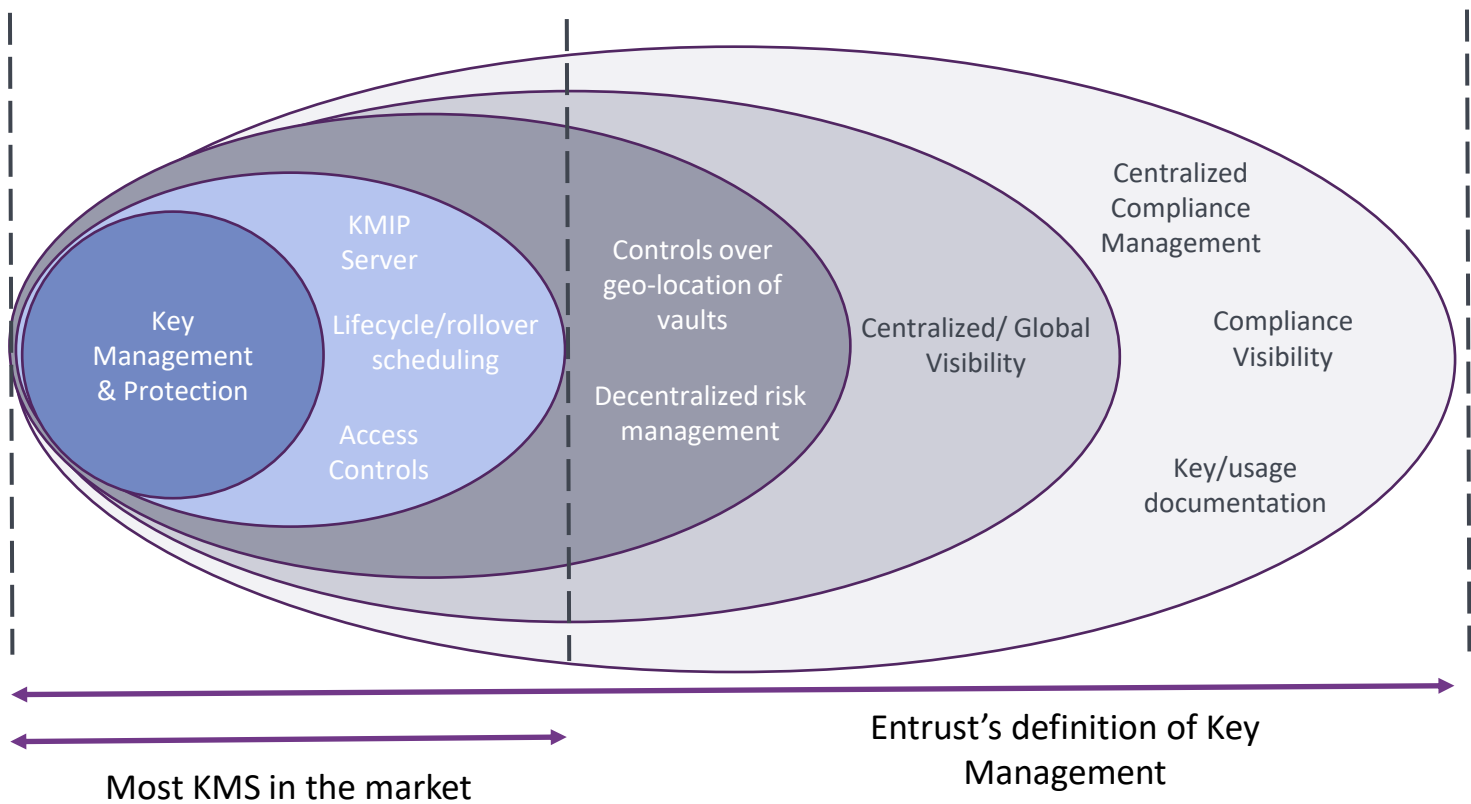 Key
Management
& Protection
KMIP
Server
Lifecycle/rollover
scheduling
Access
Controls
Controls over
geo-location of
vaults
Decentralized risk
management
Centralized/ Global
Visibility
Centralized
Compliance
Management
Compliance
Visibility
Key/usage
documentation
Entrust’s definition of Key
Management
Most KMS in the market